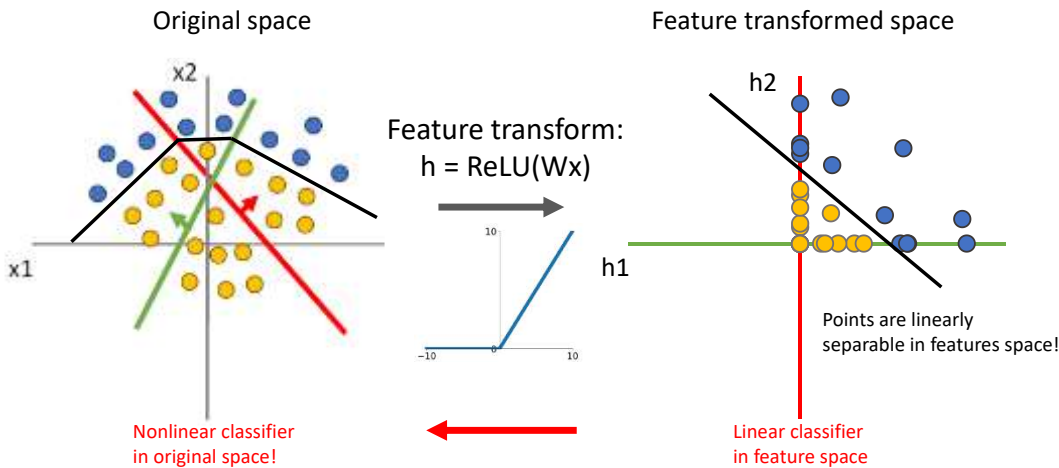 Original space
Feature transformed space
x2
h2
Feature transform:
h = ReLU(Wx)
10
x1
h1
0
−10
10
Points are linearly
separable in features space!
Nonlinear classifier
in original space!
Linear classifier
in feature space